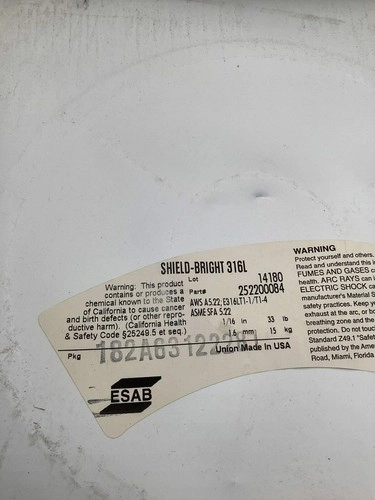 SHIELD-BRIGHT 316L
Lot 14180
Part# 252200084
AWS A5.22; E316LT1-1/T1-4
ASME SFA 5.22
1/16 in 33 lb
1.6 mm 15 kg
Union Made In USA
Warning: This product
contains or produces a
chemical known to the State
of California to cause cancer
and birth defects (or other repro-
ductive harm). (California Health
& Safety Code §25249.5 et seq.)
Pkg
ESAB
WARNING
Protect yourself and others.
Read and understand this
FUMES AND GASES
health. ARC RAYS can
ELECTRIC SHOCK can
manufacturer's Material
safety practices. Keep
exhaust at the arc, or
breathing zone and the
protection. Do not touch
Standard Z49.1 "Safety
published by the
Road, Miami, Florida